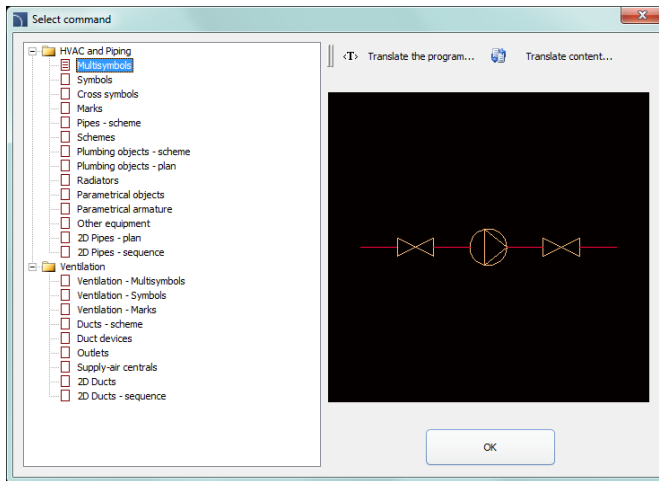 Select command
HVAC and Piping
Multisymbols
Symbols
Cross symbols
Marks
Pipes - scheme
Schemes
Plumbing objects - scheme
Plumbing objects - plan
Radiators
Parametrical objects
Parametrical armature
Other equipment
2D Pipes - plan
2D Pipes - sequence
Ventilation
Ventilation - Multisymbols
Ventilation - Symbols
Ventilation - Marks
Ducts - scheme
Duct devices
Outlets
Supply-air centrals
2D Ducts
2D Ducts - sequence
<T> Translate the program... Translate content...
OK